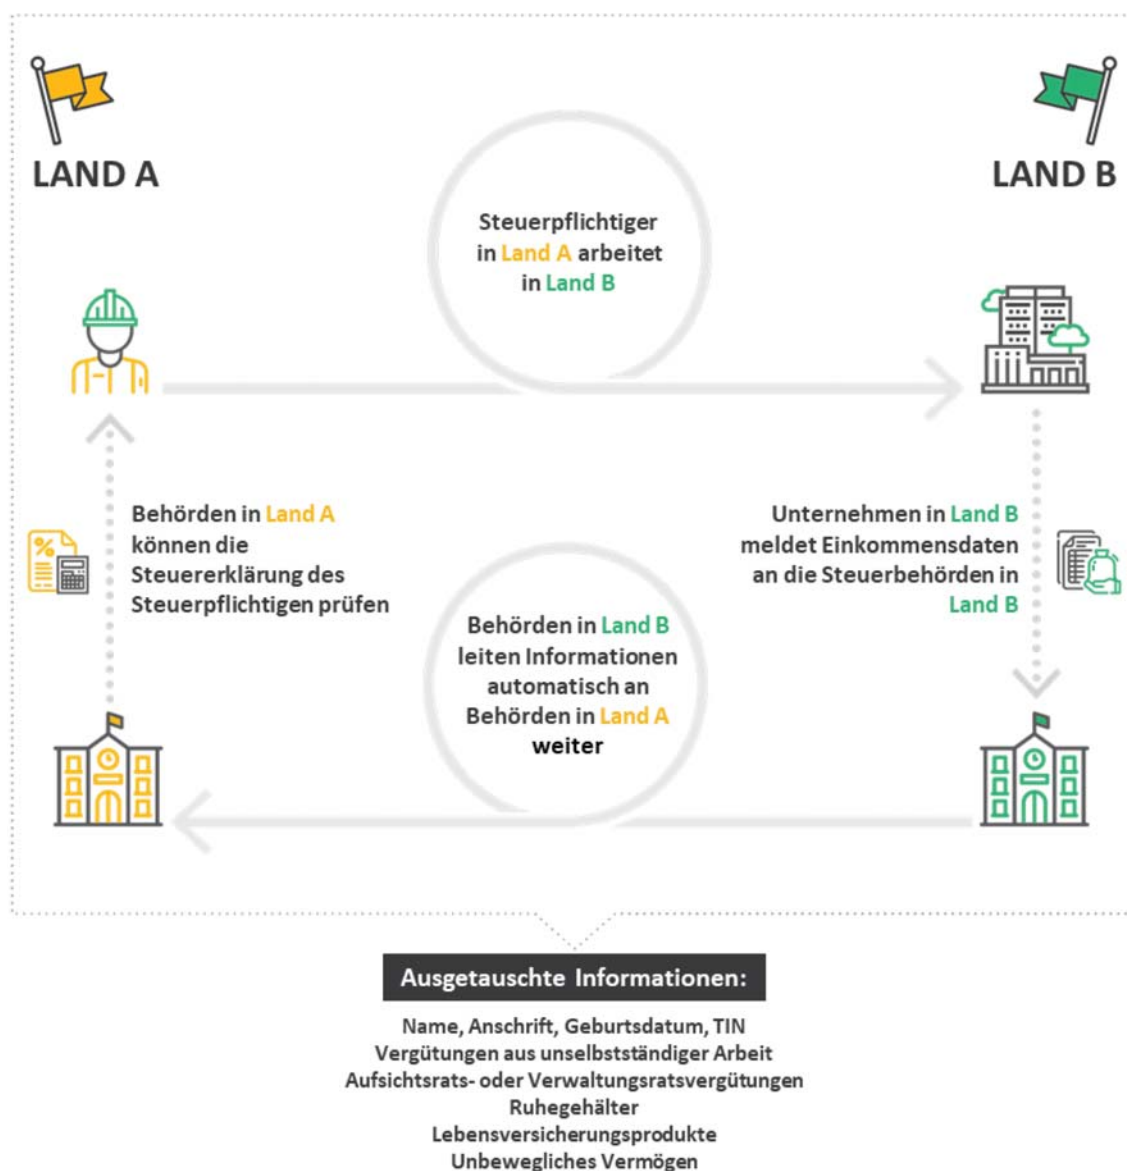 LAND A
LAND B
Steuerpflichtiger
in Land A arbeitet
in Land B
Behörden in Land A
können die
Steuererklärung des
Steuerpflichtigen prüfen
Unternehmen in Land B
meldet Einkommensdaten
an die Steuerbehörden in
Land B
%
Behörden in Land B
leiten Informationen
automatisch an
Behörden in Land A
weiter
Ausgetauschte Informationen:
Name, Anschrift, Geburtsdatum, TIN
Vergütungen aus unselbstständiger Arbeit
Aufsichtsrats- oder Verwaltungsratsvergütungen
Ruhegehälter
Lebensversicherungsprodukte
Unbewegliches Vermögen